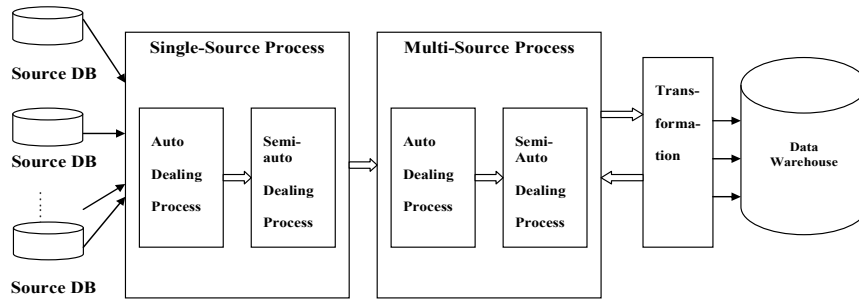 Source DB
Source DB
Source DB
Single-Source Process
Auto
Dealing
Process
Semi-
auto
Dealing
Process
Multi-Source Process
Auto
Dealing
Process
Semi-
Auto
Dealing
Process
Trans-
forma-
tion
Data
Warehouse